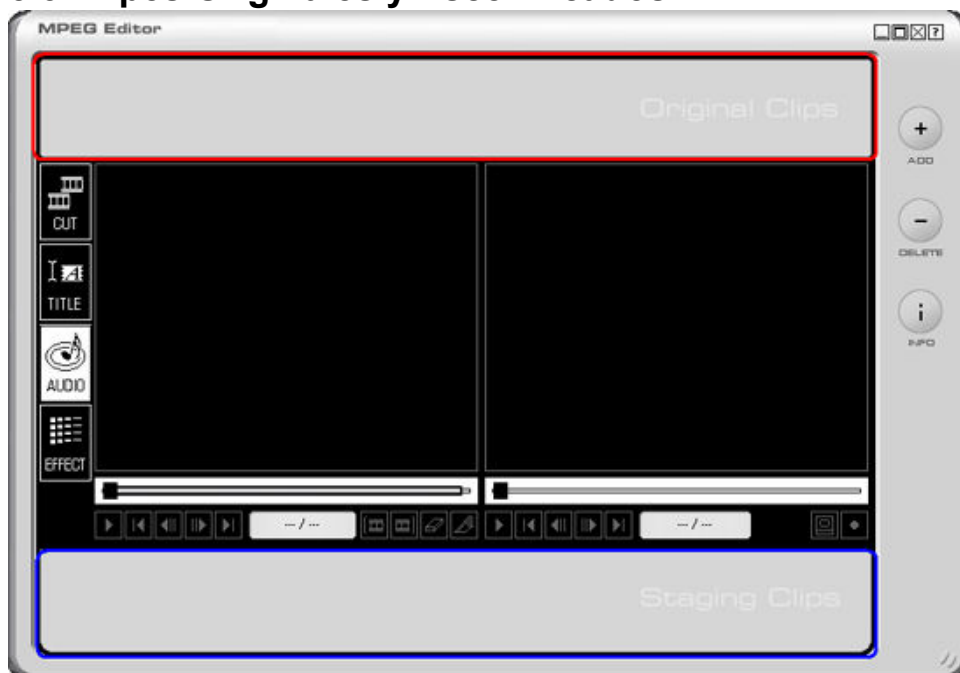 MPEG Editor
Original Clips
ADD
CUT
DELETE
TITLE
INFO
AUDIO
EFFECT
--- / ---
--- / ---
Staging Clips